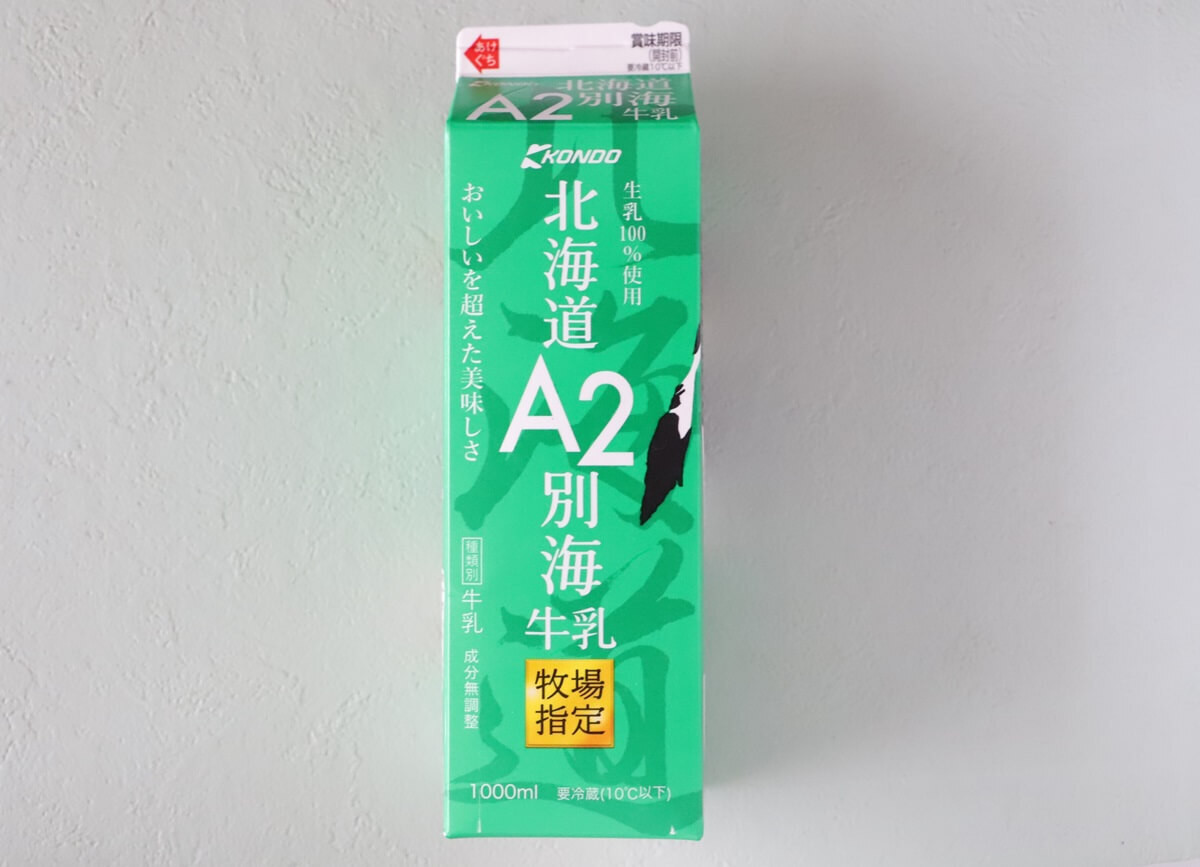 あけ
ぐち
賞味期限
(開封前)
要冷蔵10℃以下
KONDO
北海道
A2別海
牛乳
KONDO
生乳100%使用
北海道
A2
別海
牛乳
おいしいを超えた美味しさ
種類別
牛乳
成分無調整
牧場
指定
1000ml 要冷蔵(10℃以下)